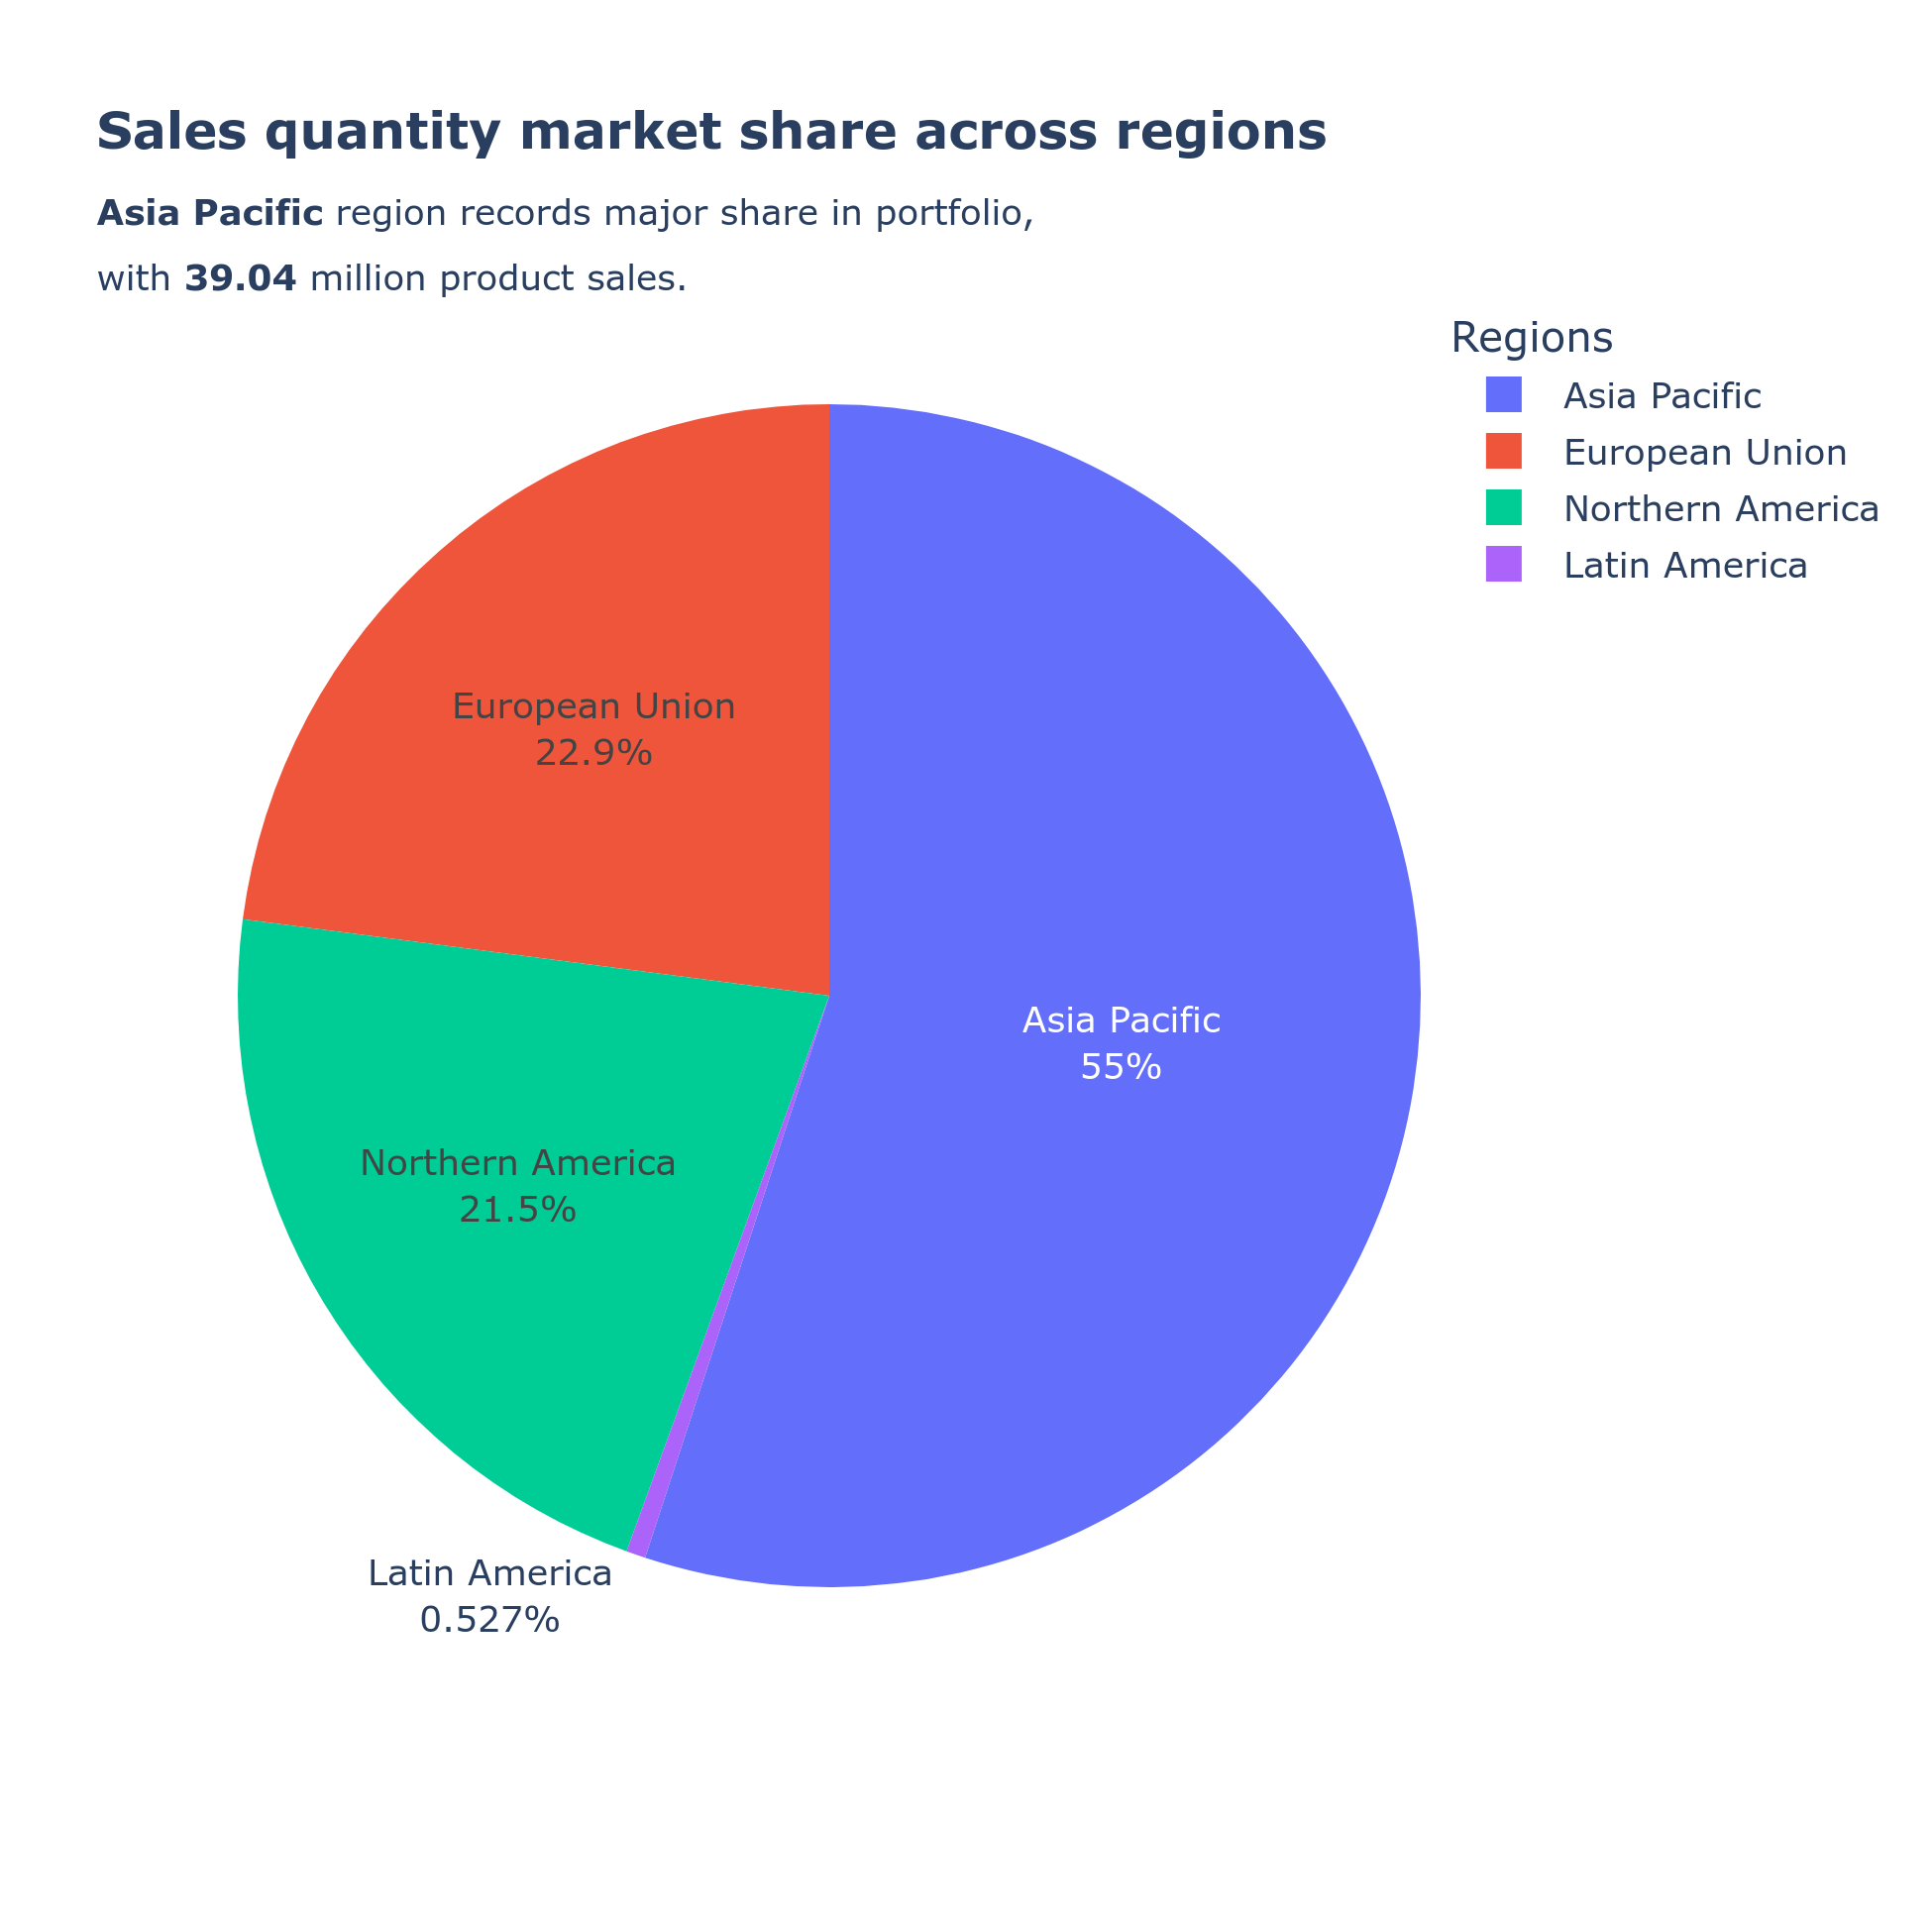 Sales quantity market share across regions
Asia Pacific region records major share in portfolio,
with 39.04 million product sales.
Regions
Asia Pacific
European Union
Northern America
Latin America
European Union
22.9%
Asia Pacific
55%
Northern America
21.5%
Latin America
0.527%